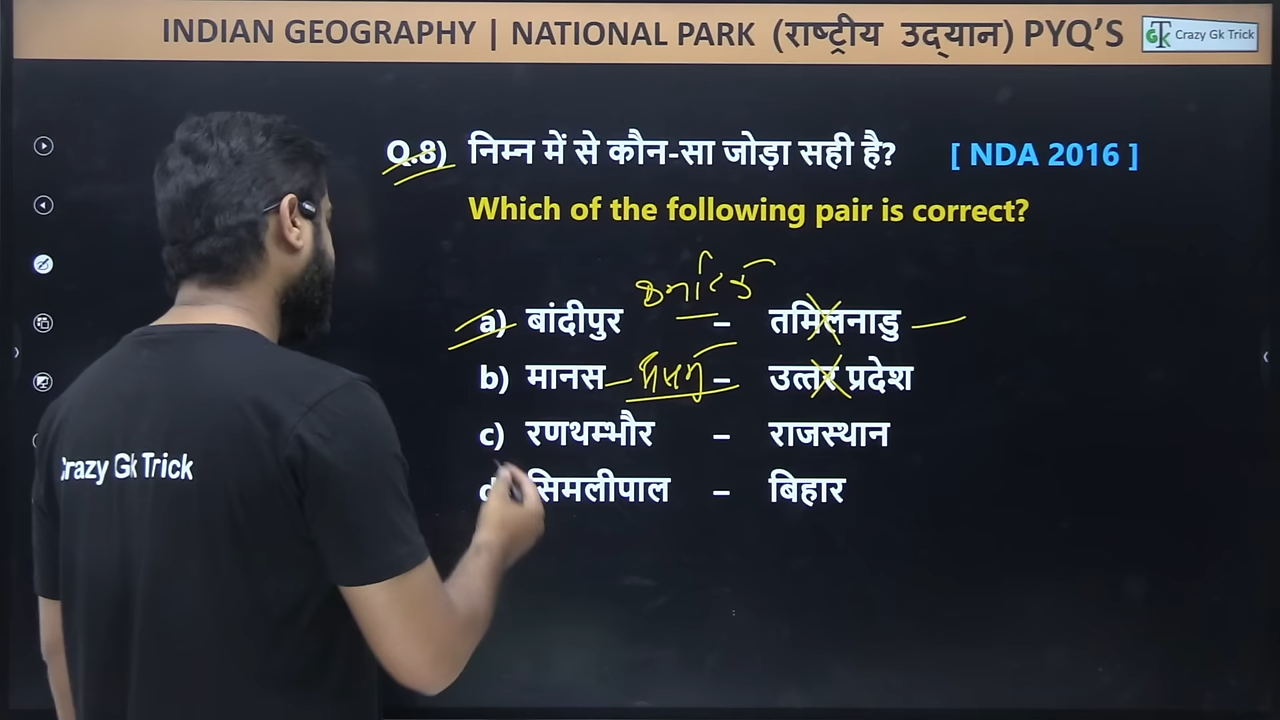 INDIAN GEOGRAPHY | NATIONAL PARK (राष्ट्रीय उद्यान) PYQ'S
Crazy Gk Trick
Q.8) निम्न में से कौन-सा जोड़ा सही है? [ NDA 2016 ]
Which of the following pair is correct?
कर्नाटक
a) बांदीपुर – तमिलनाडु
b) मानस – असम – उत्तर प्रदेश
c) रणथम्भौर – राजस्थान
d) सिमलीपाल – बिहार
Crazy Gk Trick